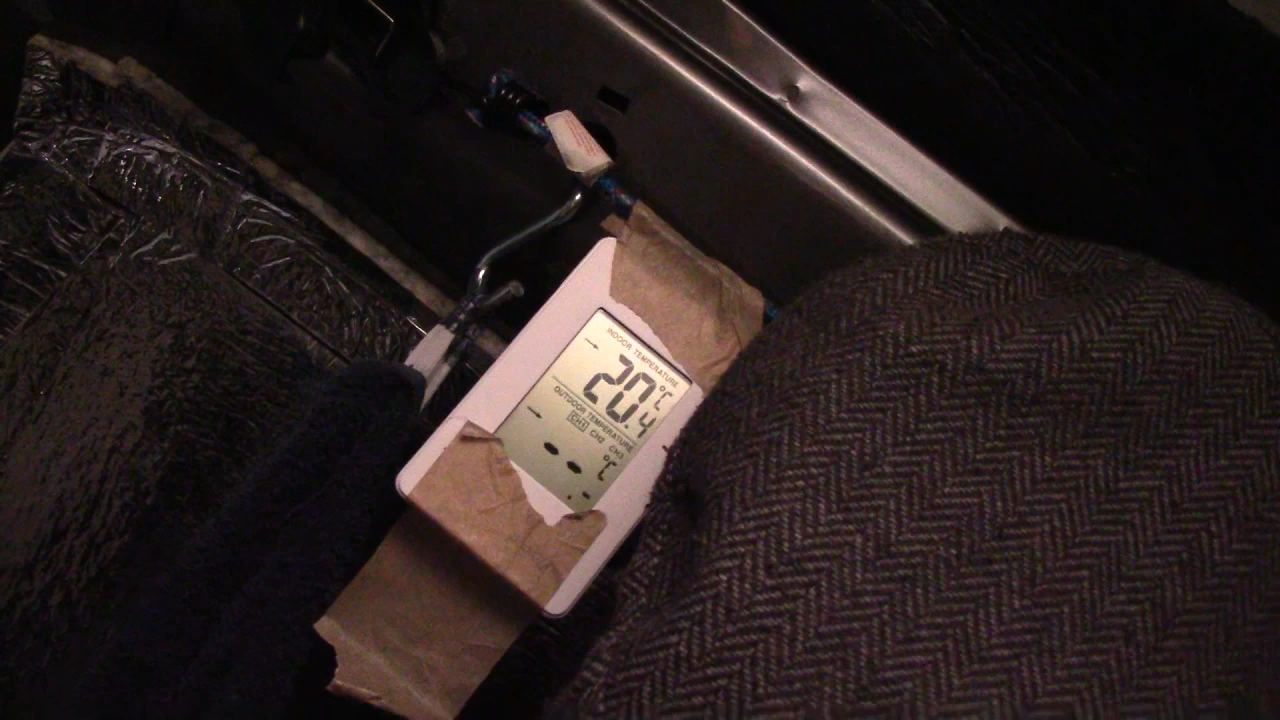 INDOOR TEMPERATURE
20.4 °C
OUTDOOR TEMPERATURE
CH1 CH2 CH3
--.- °C